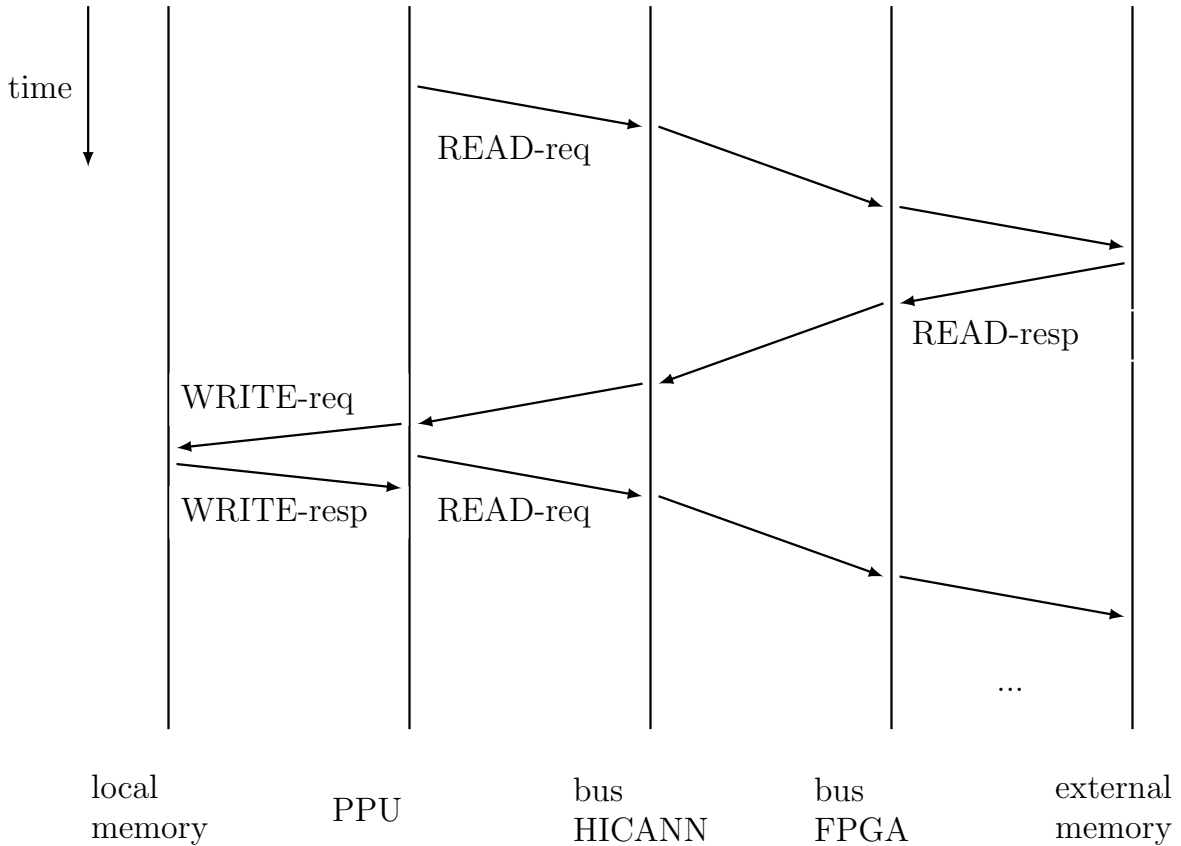 time
READ-req
READ-resp
WRITE-req
WRITE-resp
READ-req
...
local
memory
PPU
bus
HICANN
bus
FPGA
external
memory